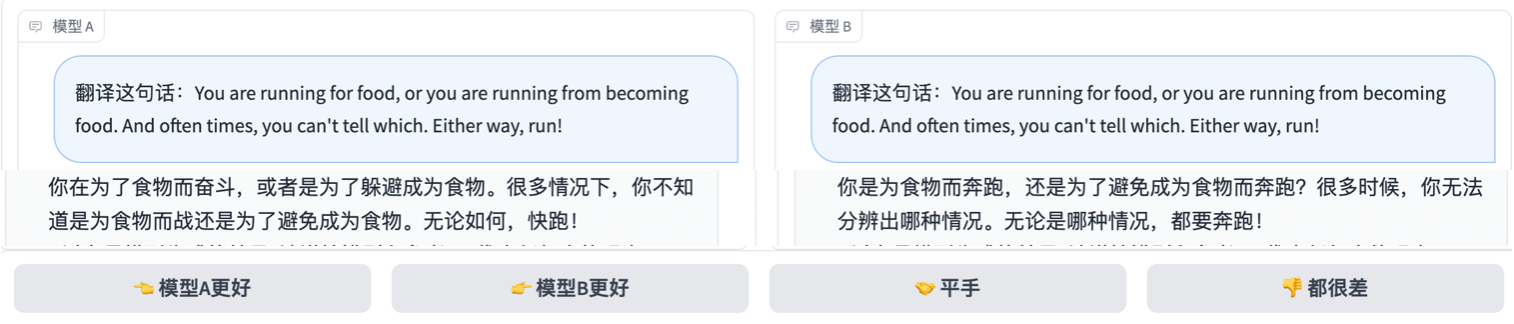 模型 A
翻译这句话：You are running for food, or you are running from becoming
food. And often times, you can't tell which. Either way, run!
你在为了食物而奋斗，或者是为了躲避成为食物。很多情况下，你不知
道是为食物而战还是为了避免成为食物。无论如何，快跑！
模型 B
翻译这句话：You are running for food, or you are running from becoming
food. And often times, you can't tell which. Either way, run!
你是为食物而奔跑，还是为了避免成为食物而奔跑？很多时候，你无法
分辨出哪种情况。无论是哪种情况，都要奔跑！
👈 模型A更好
👉 模型B更好
🤝 平手
👎 都很差